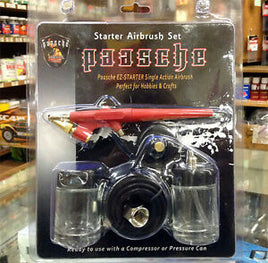 Starter Airbrush Set
paasche
Paasche EZ-STARTER Single Action Airbrush
Perfect for Hobbies & Crafts
paasche
Ready to use with a Compressor or Pressure Can